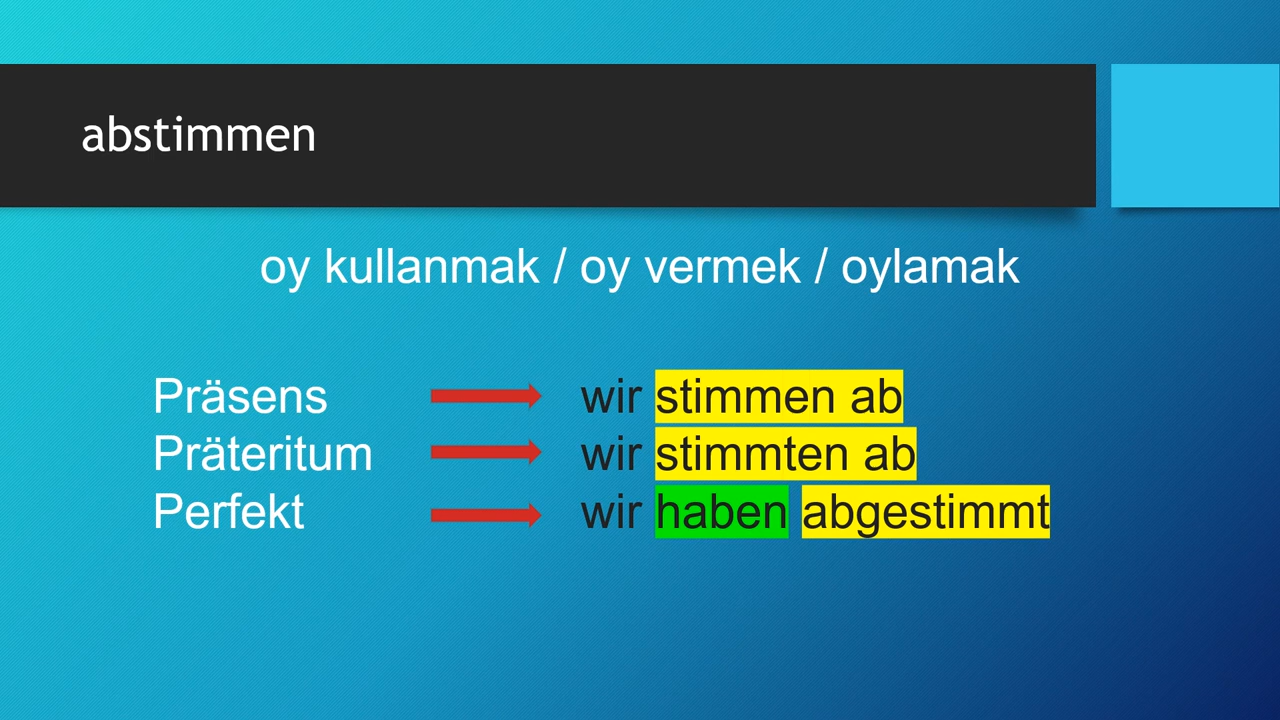 abstimmen
oy kullanmak / oy vermek / oylamak
Präsens wir stimmen ab
Präteritum wir stimmten ab
Perfekt wir haben abgestimmt